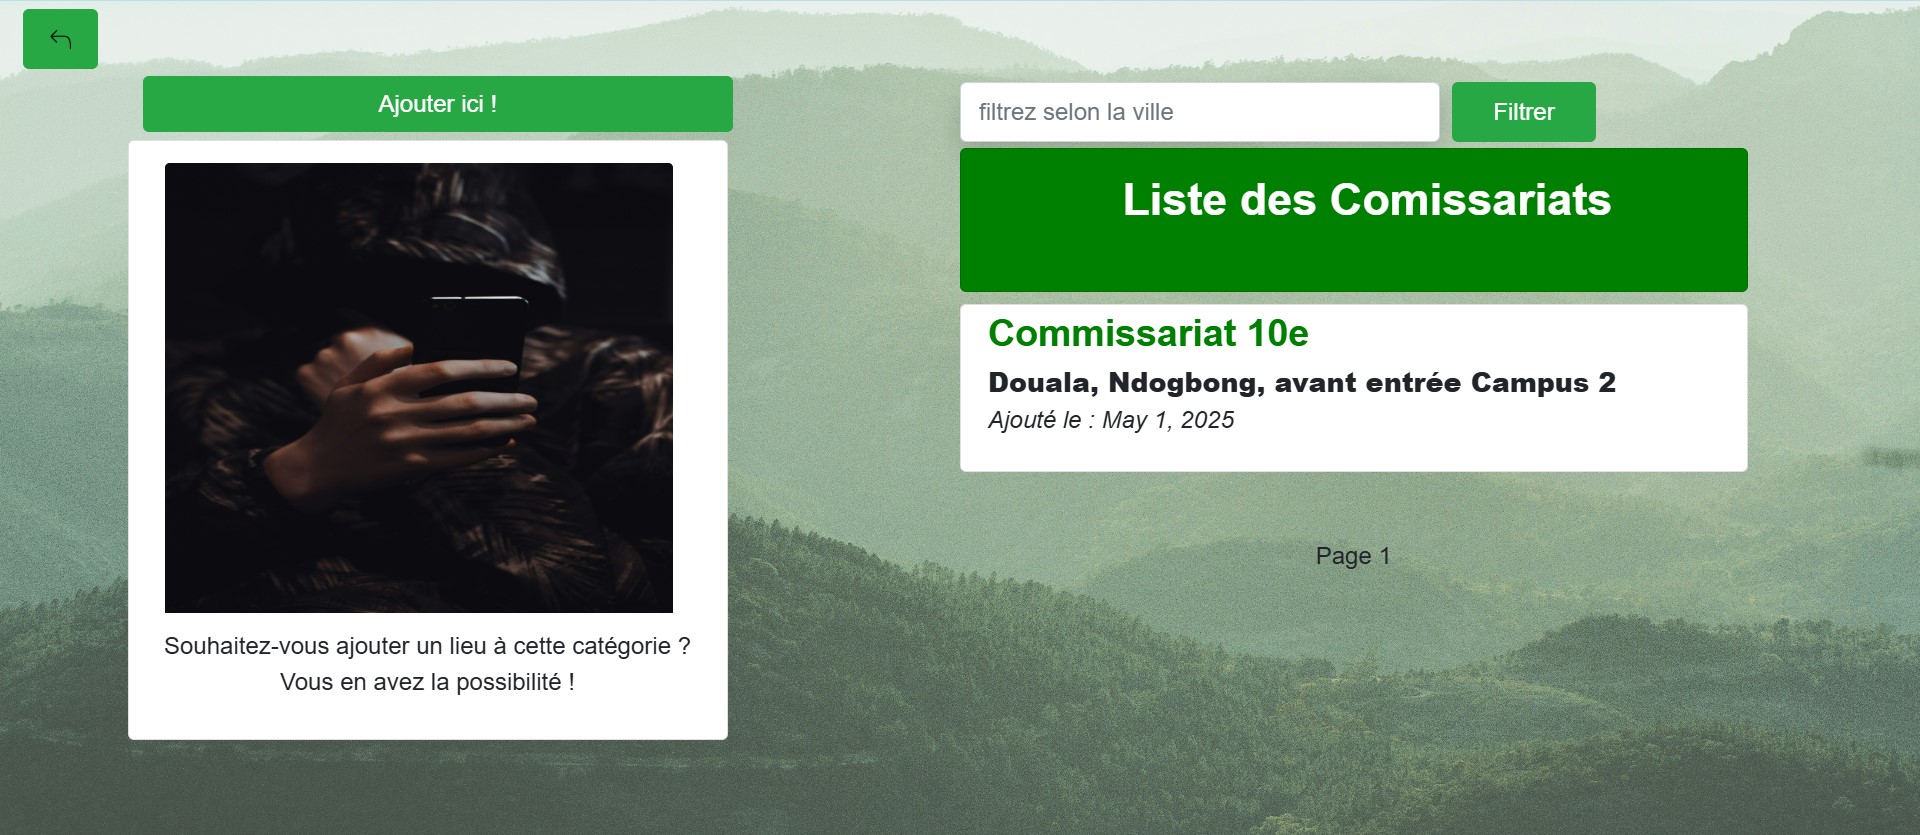 Ajouter ici !
Souhaitez-vous ajouter un lieu à cette catégorie ?
Vous en avez la possibilité !
filtrez selon la ville
Filtrer
Liste des Comissariats
Commissariat 10e
Douala, Ndogbong, avant entrée Campus 2
Ajouté le : May 1, 2025
Page 1